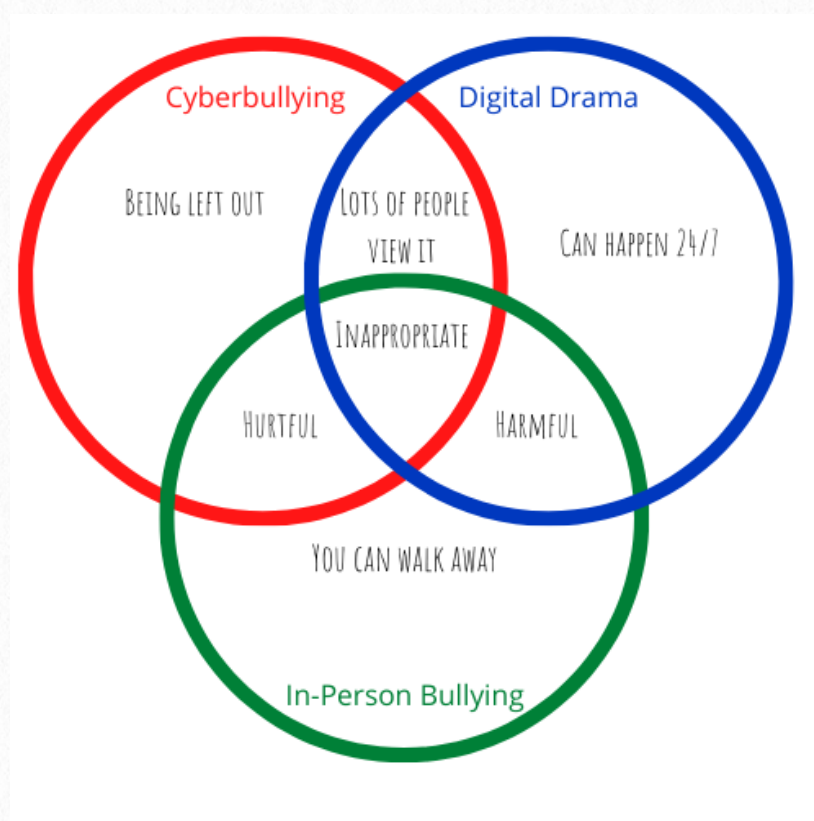 Cyberbullying
Digital Drama
BEING LEFT OUT
LOTS OF PEOPLE
VIEW IT
CAN HAPPEN 24/7
INAPPROPRIATE
HURTFUL
HARMFUL
YOU CAN WALK AWAY
In-Person Bullying